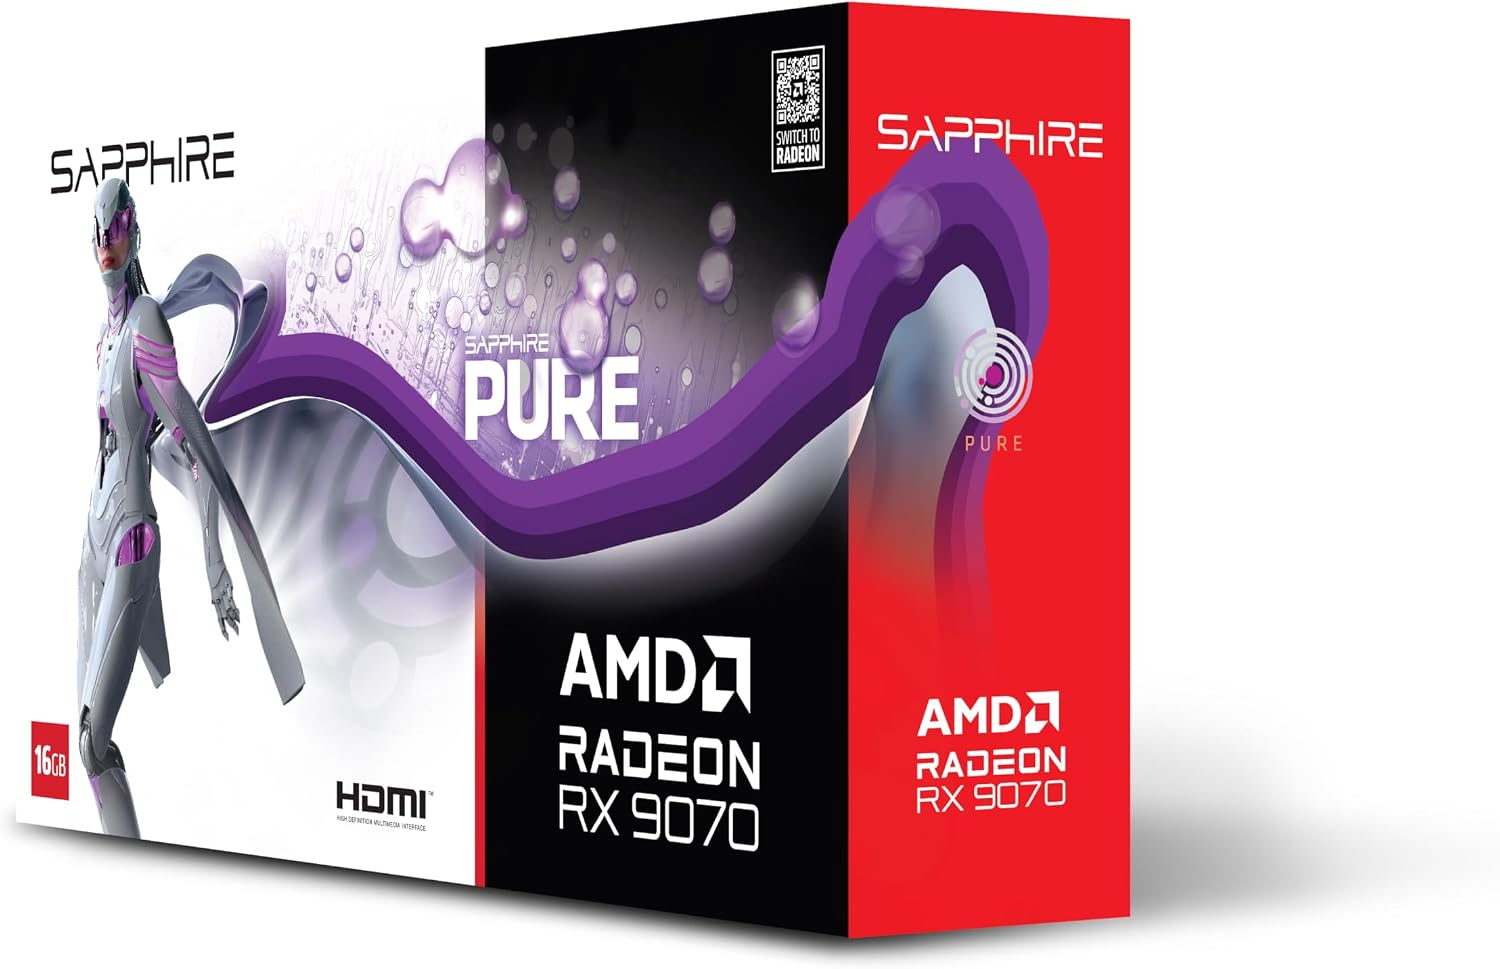 SAPPHIRE
SWITCH TO
RADEON
SAPPHIRE
SAPPHIRE
PURE
PURE
AMD
RADEON
RX 9070
AMD
RADEON
RX 9070
16GB
HDMI™
HIGH DEFINITION MULTIMEDIA INTERFACE